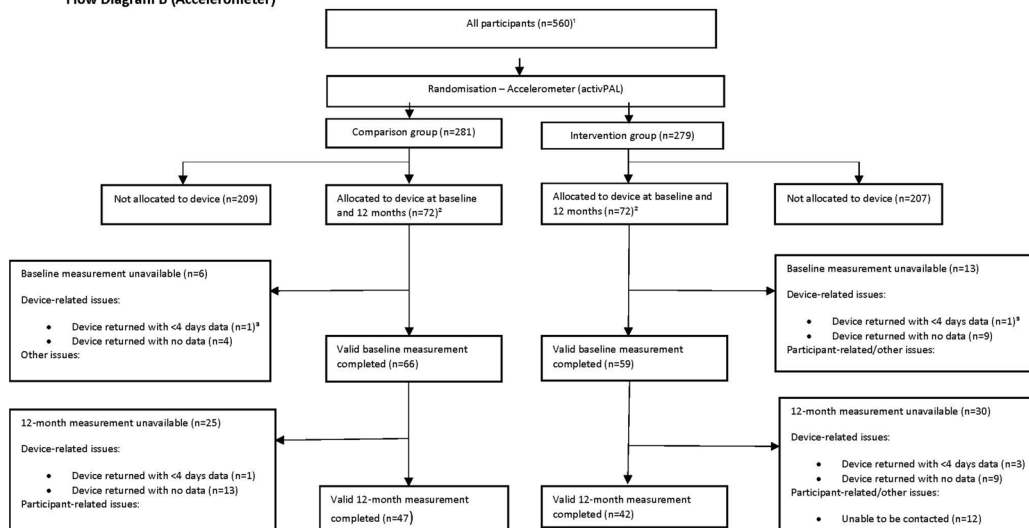 Flow Diagram B (Accelerometer)
All participants (n=560)¹
Randomisation – Accelerometer (activPAL)
Comparison group (n=281)
Intervention group (n=279)
Not allocated to device (n=209)
Allocated to device at baseline
and 12 months (n=72)²
Allocated to device at baseline
and 12 months (n=72)²
Not allocated to device (n=207)
Baseline measurement unavailable (n=6)
Device-related issues:
• Device returned with <4 days data (n=1)³
• Device returned with no data (n=4)
Other issues:
Baseline measurement unavailable (n=13)
Device-related issues:
• Device returned with <4 days data (n=1)³
• Device returned with no data (n=9)
Participant-related/other issues:
Valid baseline measurement
completed (n=66)
Valid baseline measurement
completed (n=59)
12-month measurement unavailable (n=25)
Device-related issues:
• Device returned with <4 days data (n=1)
• Device returned with no data (n=13)
Participant-related issues:
12-month measurement unavailable (n=30)
Device-related issues:
• Device returned with <4 days data (n=3)
• Device returned with no data (n=9)
Participant-related/other issues:
• Unable to be contacted (n=12)
Valid 12-month measurement
completed (n=47)
Valid 12-month measurement
completed (n=42)